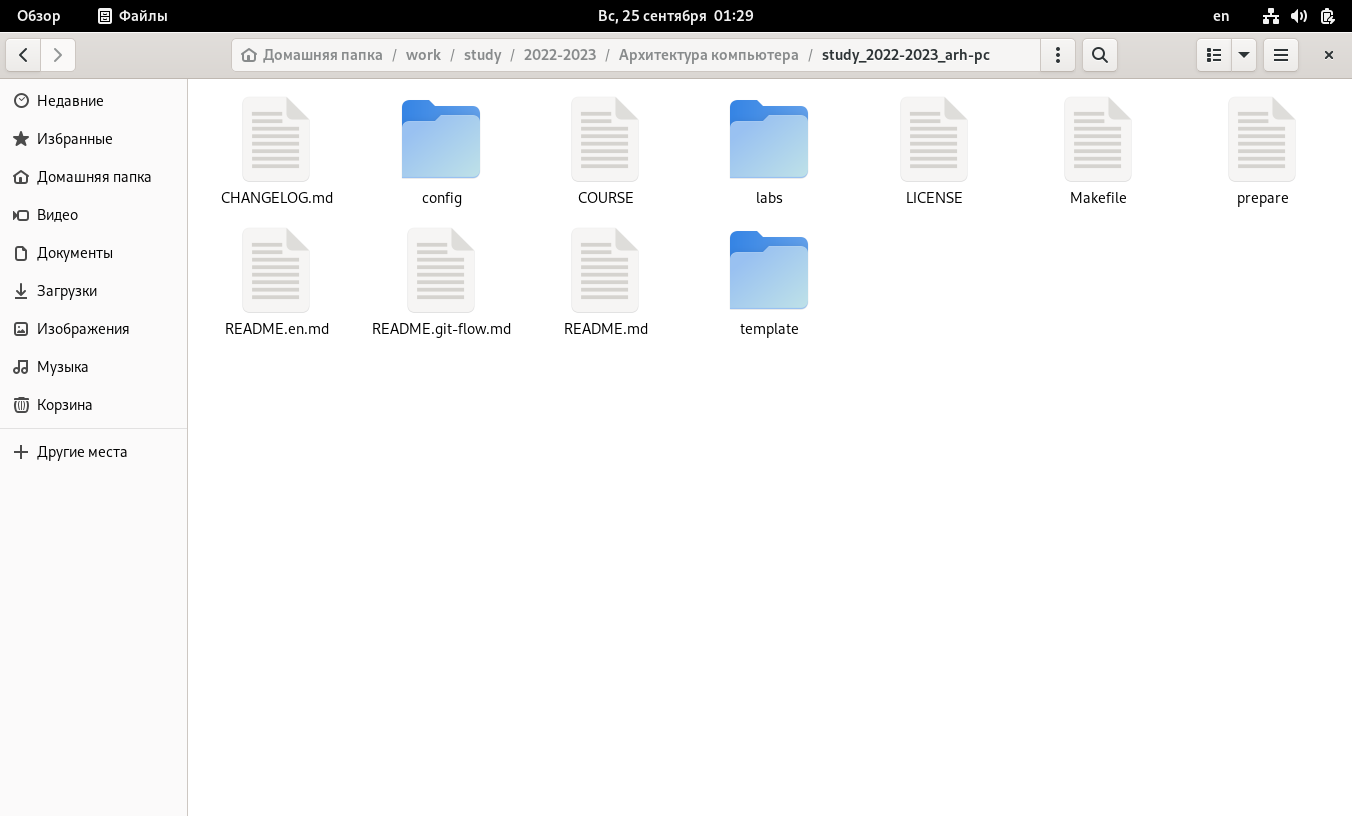 Обзор Файлы Вс, 25 сентября 01:29 en
Домашняя папка / work / study / 2022-2023 / Архитектура компьютера / study_2022-2023_arh-pc
Недавние
Избранные
Домашняя папка
Видео
Документы
Загрузки
Изображения
Музыка
Корзина
Другие места
CHANGELOG.md config COURSE labs LICENSE Makefile prepare
README.en.md README.git-flow.md README.md template